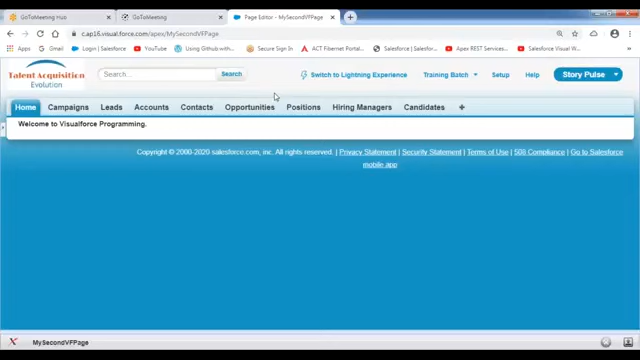 GoToMeeting Hub
GoToMeeting
Page Editor - MySecondVFPage
c.ap16.visual.force.com/apex/MySecondVFPage
Apps
Gmail
YouTube
Maps
Using Github with...
Secure Sign In
ACT Fibernet Portal...
Salesforce | Salesfor...
Apex REST Services...
Salesforce Visual W...
Talent Acquisition
Evolution
Search...
Search
Switch to Lightning Experience
Training Batch
Setup
Help
Story Pulse
Home
Campaigns
Leads
Accounts
Contacts
Opportunities
Positions
Hiring Managers
Candidates
+
Welcome to Visualforce Programming.
Copyright © 2000-2020 salesforce.com, inc. All rights reserved. | Privacy Statement | Security Statement | Terms of Use | 508 Compliance | Go to Salesforce
mobile app
MySecondVFPage